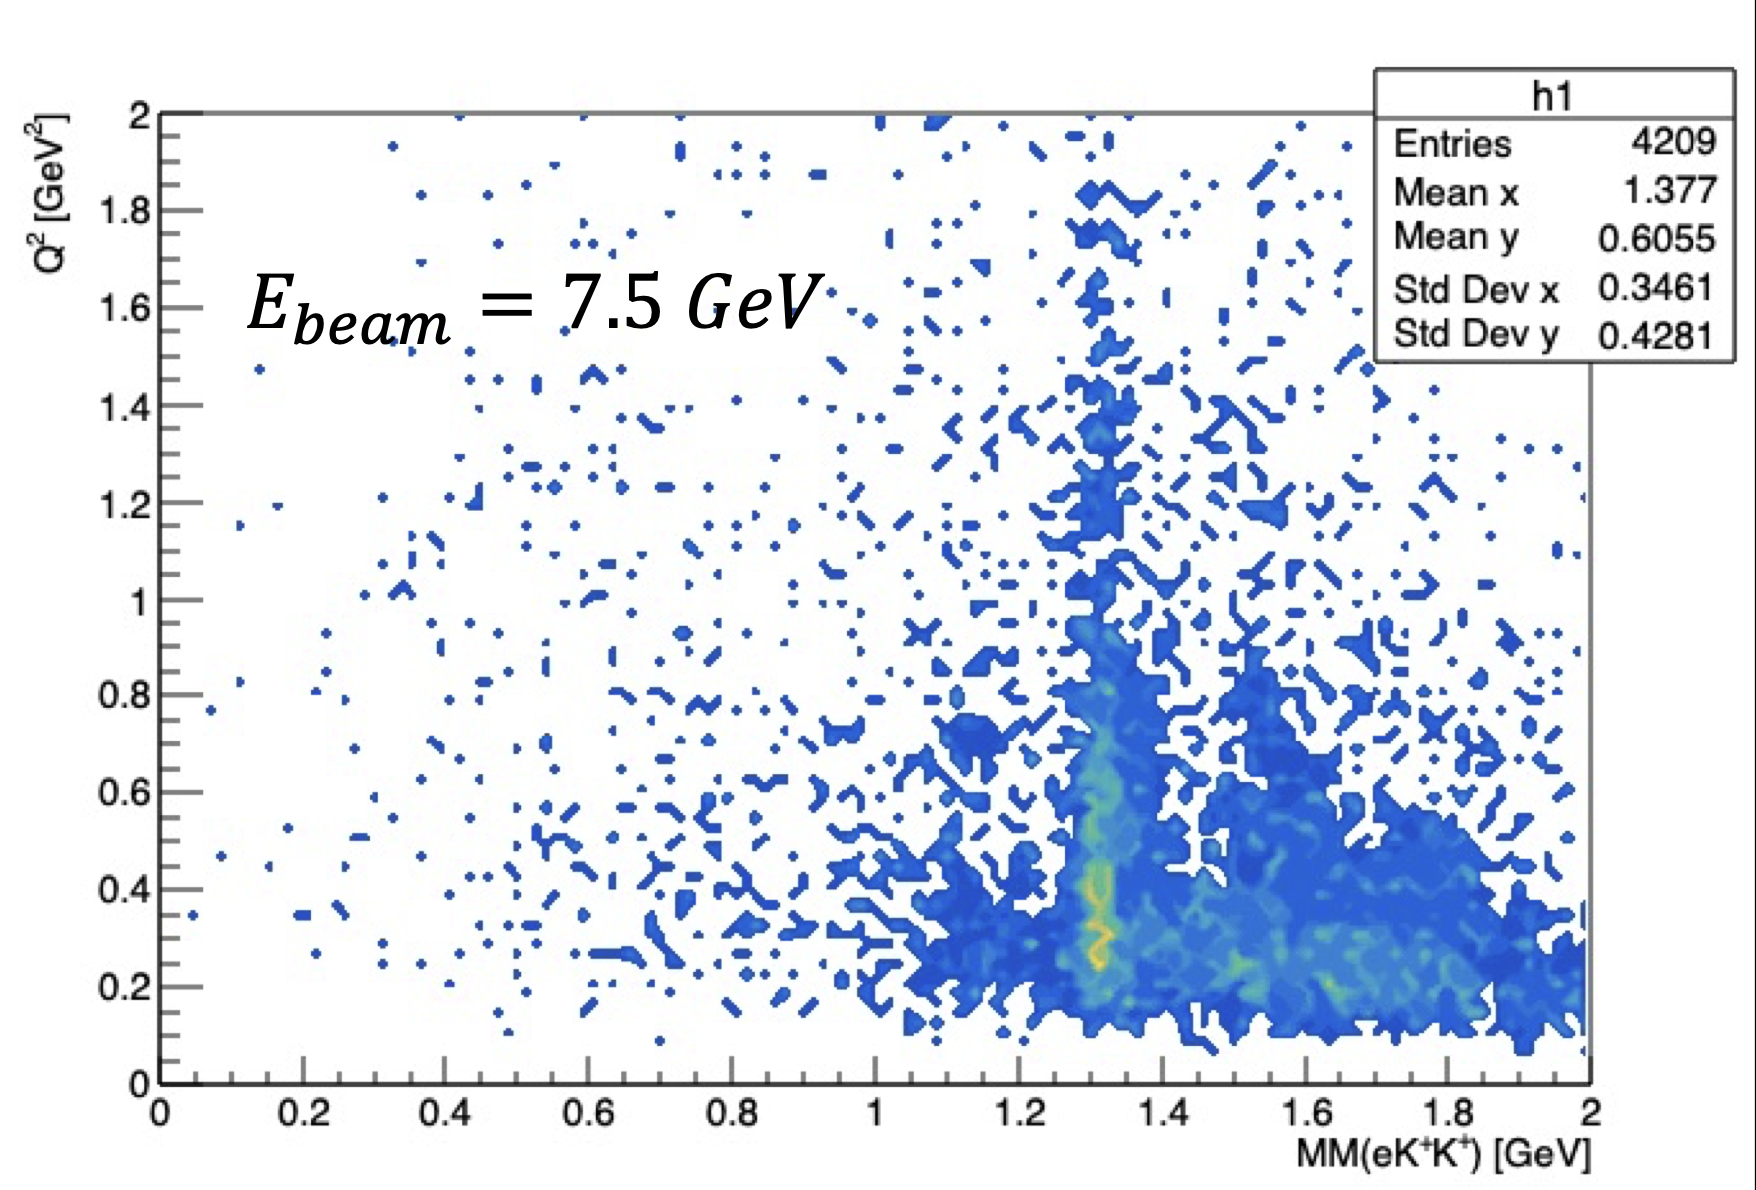 h1
Entries 4209
Mean x 1.377
Mean y 0.6055
Std Dev x 0.3461
Std Dev y 0.4281
Q² [GeV²]
E_beam = 7.5 GeV
2
1.8
1.6
1.4
1.2
1
0.8
0.6
0.4
0.2
0
0 0.2 0.4 0.6 0.8 1 1.2 1.4 1.6 1.8 2
MM(eK⁺K⁺) [GeV]